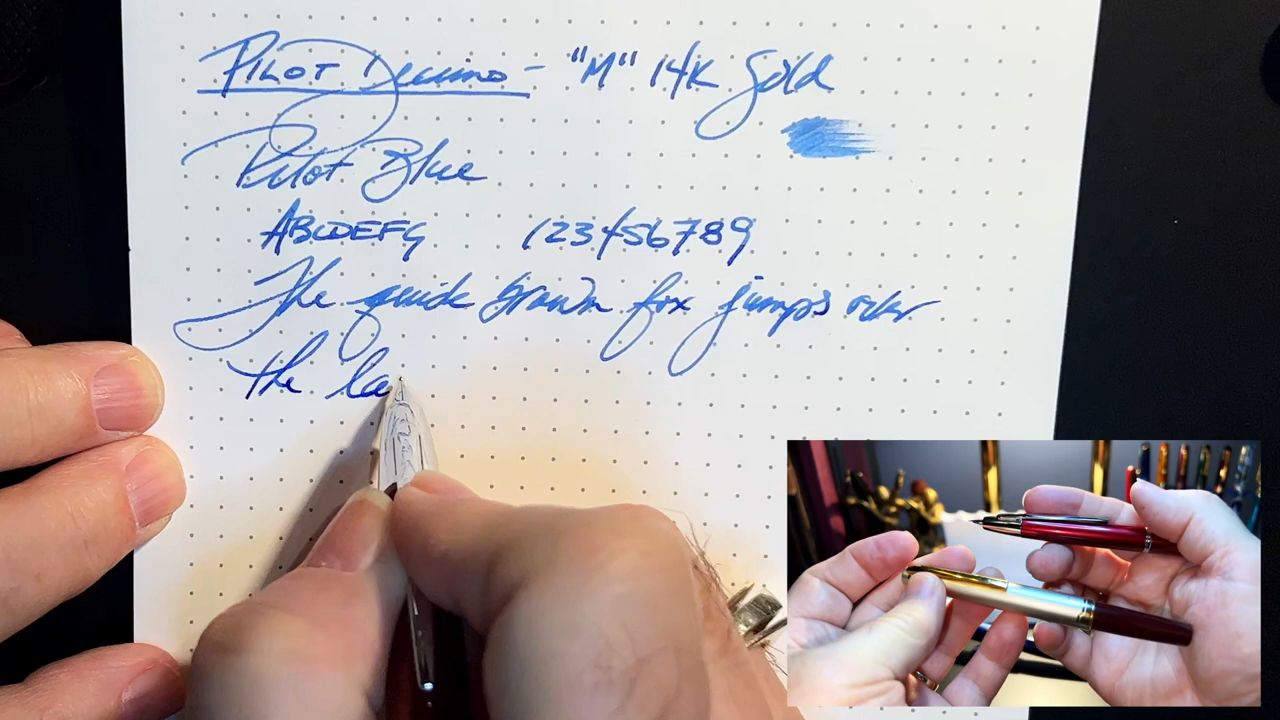 PILOT Decimo - "M" 14K Gold
Pilot Blue
ABCDEFG 123456789
The quick brown fox jumps over
the la